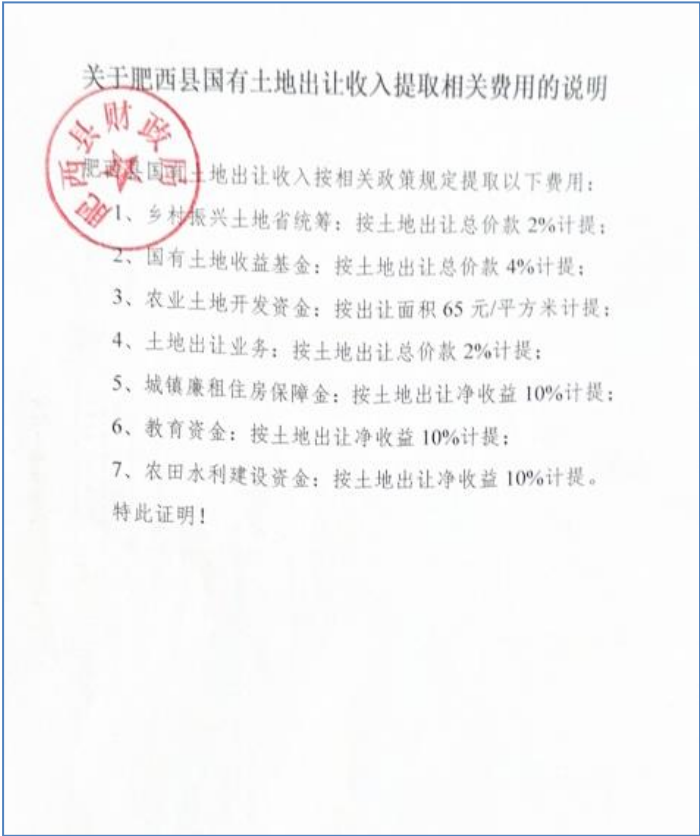 关于肥西县国有土地出让收入提取相关费用的说明
肥西县财政局
肥西县国有土地出让收入按相关政策规定提取以下费用：
1、乡村振兴土地省统筹：按土地出让总价款 2%计提；
2、国有土地收益基金：按土地出让总价款 4%计提；
3、农业土地开发资金：按出让面积 65 元/平方米计提；
4、土地出让业务：按土地出让总价款 2%计提；
5、城镇廉租住房保障金：按土地出让净收益 10%计提；
6、教育资金：按土地出让净收益 10%计提；
7、农田水利建设资金：按土地出让净收益 10%计提。
特此证明！